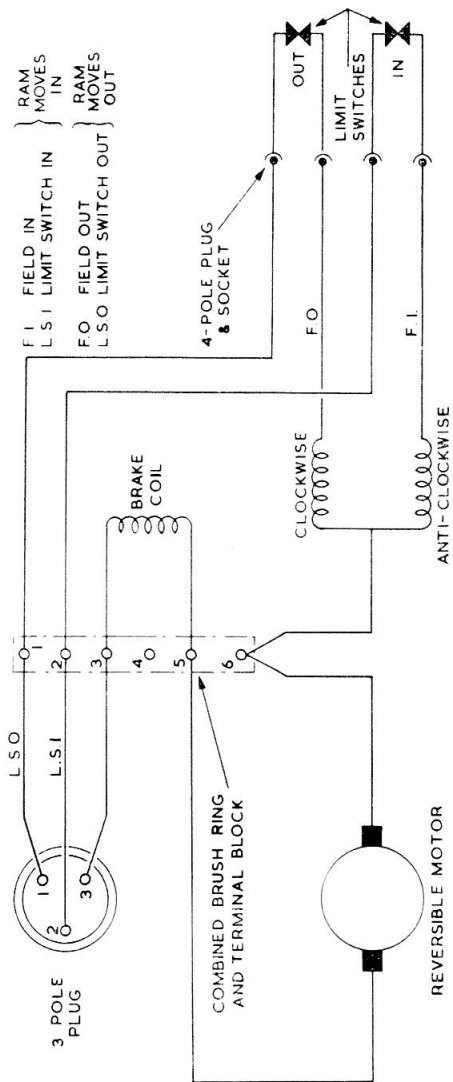 3 POLE
PLUG
1
2
3
L S O
L.S.I
1
2
3
4
5
6
BRAKE
COIL
F I FIELD IN
L S I LIMIT SWITCH IN
RAM
MOVES
IN
F.O FIELD OUT
L.S.O LIMIT SWITCH OUT
RAM
MOVES
OUT
4-POLE PLUG
& SOCKET
OUT
LIMIT
SWITCHES
IN
F.O
F.I.
CLOCKWISE
ANTI-CLOCKWISE
COMBINED BRUSH RING
AND TERMINAL BLOCK
REVERSIBLE MOTOR